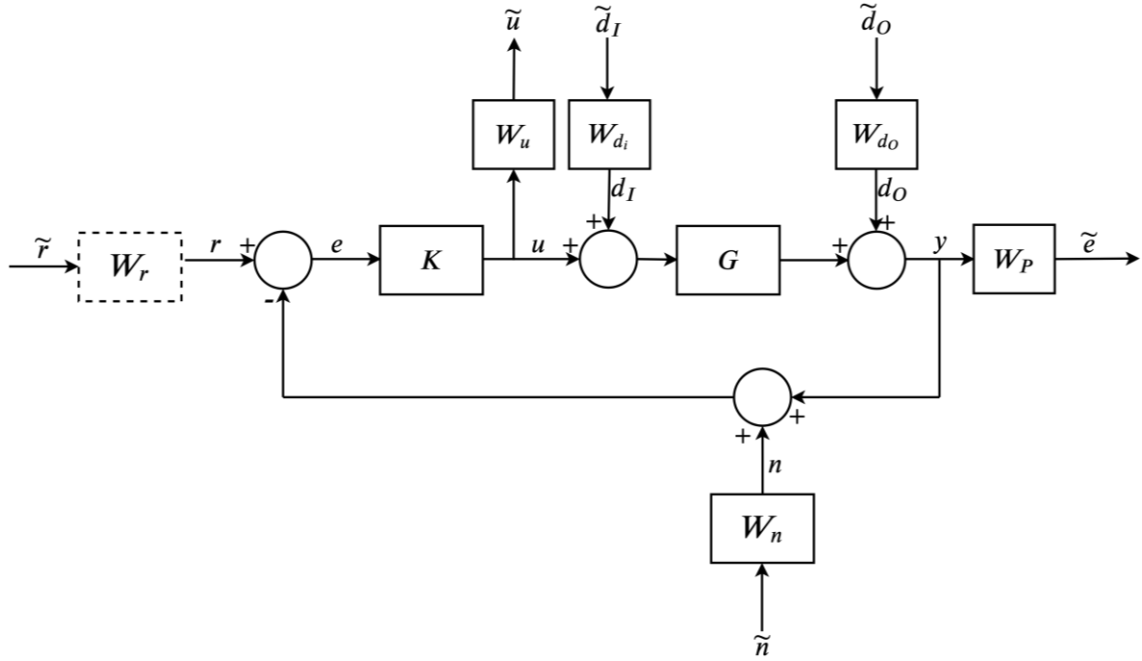 ũ d̃_I d̃_O
W_u W_{d_i} W_{d_O}
d_I d_O
r̃ W_r r + e K u + + G + + y W_P ẽ
-
+ +
n
W_n
ñ